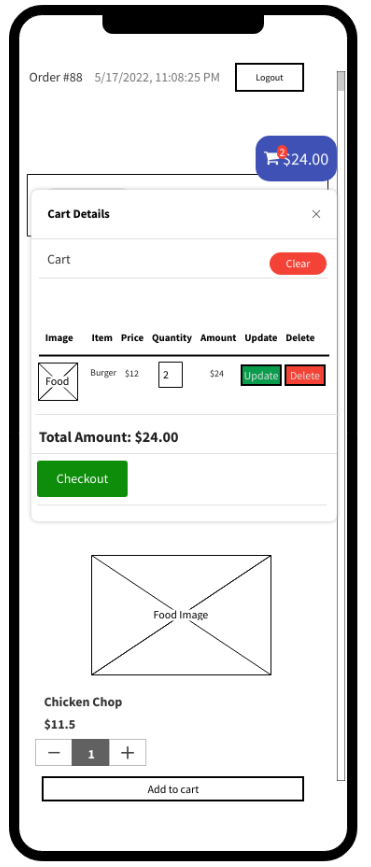 Order #88 5/17/2022, 11:08:25 PM Logout
2 $24.00
Cart Details ×
Cart Clear
Image Item Price Quantity Amount Update Delete
Food Burger $12 2 $24 Update Delete
Total Amount: $24.00
Checkout
Food Image
Chicken Chop
$11.5
— 1 +
Add to cart